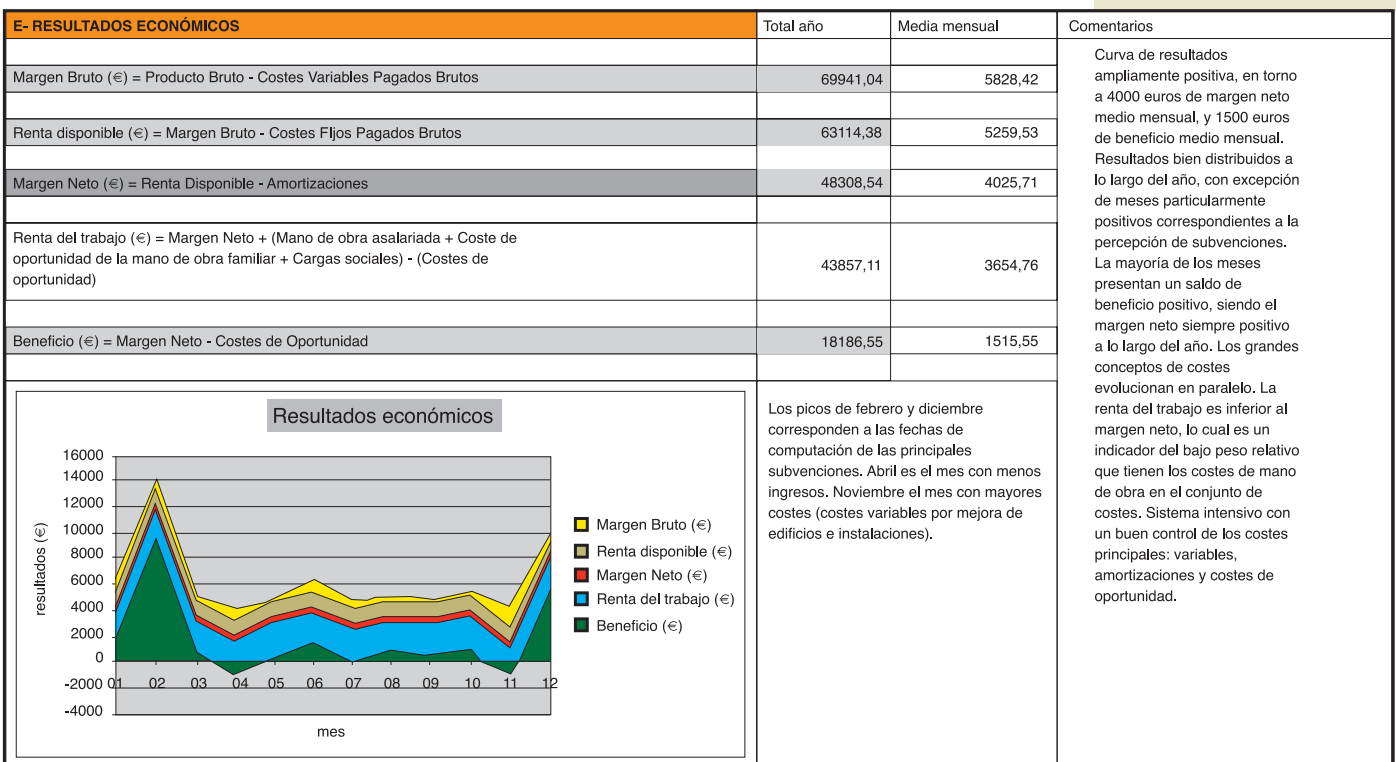 E- RESULTADOS ECONÓMICOS
Total año
Media mensual
Comentarios
Margen Bruto (€) = Producto Bruto - Costes Variables Pagados Brutos
69941,04
5828,42
Renta disponible (€) = Margen Bruto - Costes FIjos Pagados Brutos
63114,38
5259,53
Margen Neto (€) = Renta Disponible - Amortizaciones
48308,54
4025,71
Renta del trabajo (€) = Margen Neto + (Mano de obra asalariada + Coste de
oportunidad de la mano de obra familiar + Cargas sociales) - (Costes de
oportunidad)
43857,11
3654,76
Beneficio (€) = Margen Neto - Costes de Oportunidad
18186,55
1515,55
Curva de resultados
ampliamente positiva, en torno
a 4000 euros de margen neto
medio mensual, y 1500 euros
de beneficio medio mensual.
Resultados bien distribuidos a
lo largo del año, con excepción
de meses particularmente
positivos correspondientes a la
percepción de subvenciones.
La mayoría de los meses
presentan un saldo de
beneficio positivo, siendo el
margen neto siempre positivo
a lo largo del año. Los grandes
conceptos de costes
evolucionan en paralelo. La
renta del trabajo es inferior al
margen neto, lo cual es un
indicador del bajo peso relativo
que tienen los costes de mano
de obra en el conjunto de
costes. Sistema intensivo con
un buen control de los costes
principales: variables,
amortizaciones y costes de
oportunidad.
Resultados económicos
resultados (€)
16000
14000
12000
10000
8000
6000
4000
2000
0
-2000
-4000
01 02 03 04 05 06 07 08 09 10 11 12
mes
Margen Bruto (€)
Renta disponible (€)
Margen Neto (€)
Renta del trabajo (€)
Beneficio (€)
Los picos de febrero y diciembre
corresponden a las fechas de
computación de las principales
subvenciones. Abril es el mes con menos
ingresos. Noviembre el mes con mayores
costes (costes variables por mejora de
edificios e instalaciones).